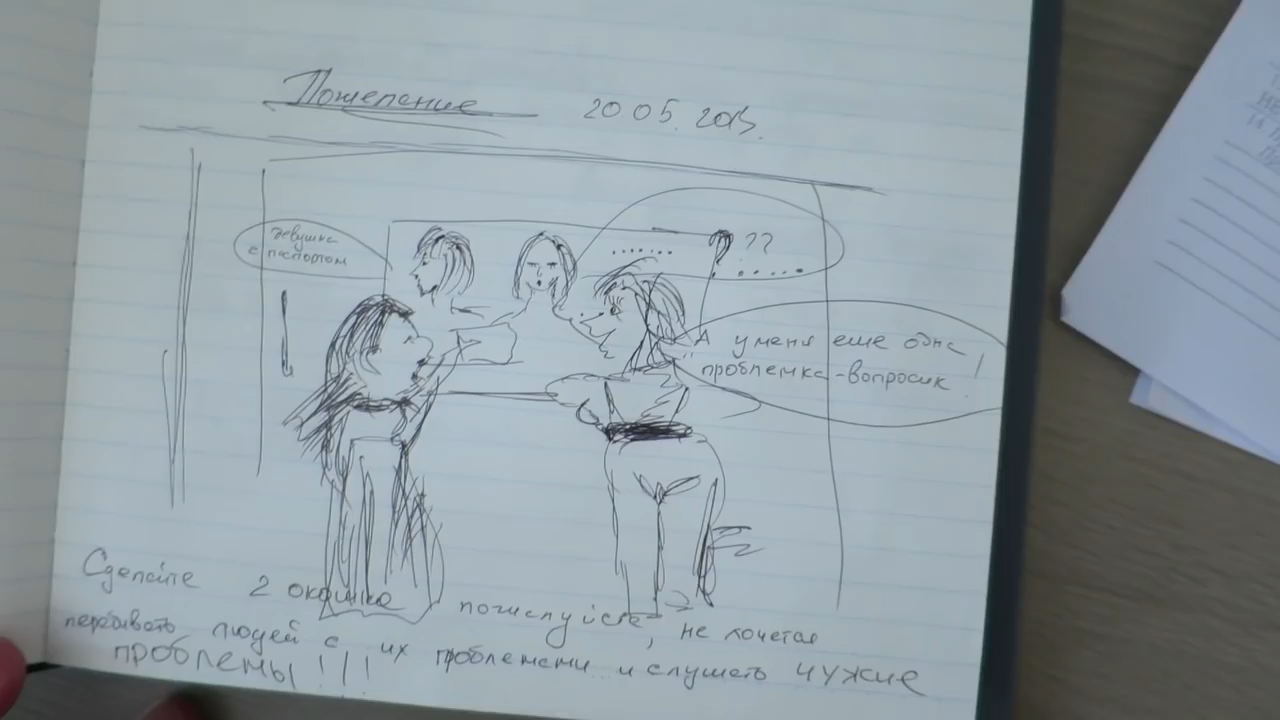 Пожелание 20 05. 2013.
девушка
с паспортом
....... ??
......
А у меня еще одна
проблемка-вопросик!
Сделайте 2 окошка пожалуйста, не хочется
перебивать людей с их проблемами и слушать чужие
проблемы!!!